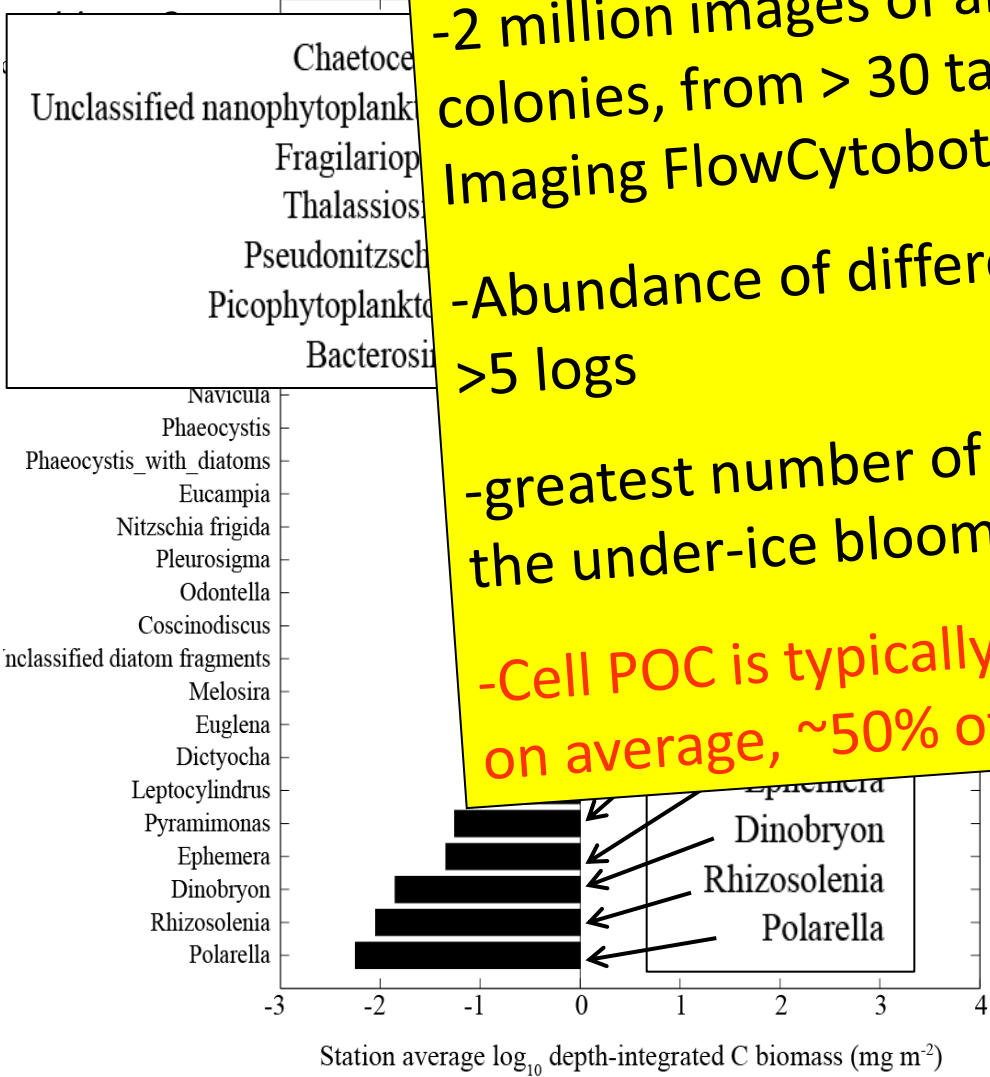 Chaetoce
Unclassified nanophytoplankt
Fragilariop
Thalassios
Pseudonitzsch
Picophytoplankto
Bacterosi
Navicula
Phaeocystis
Phaeocystis_with_diatoms
Eucampia
Nitzschia frigida
Pleurosigma
Odontella
Coscinodiscus
nclassified diatom fragments
Melosira
Euglena
Dictyocha
Leptocylindrus
Pyramimonas
Ephemera
Dinobryon
Rhizosolenia
Polarella
-2 million images of
colonies, from > 30 ta
Imaging FlowCytobot
-Abundance of differ
>5 logs
-greatest number of
the under-ice bloom
-Cell POC is typically
on average, ~50% o
Ephemera
Dinobryon
Rhizosolenia
Polarella
-3 -2 -1 0 1 2 3 4
Station average log10 depth-integrated C biomass (mg m-2)